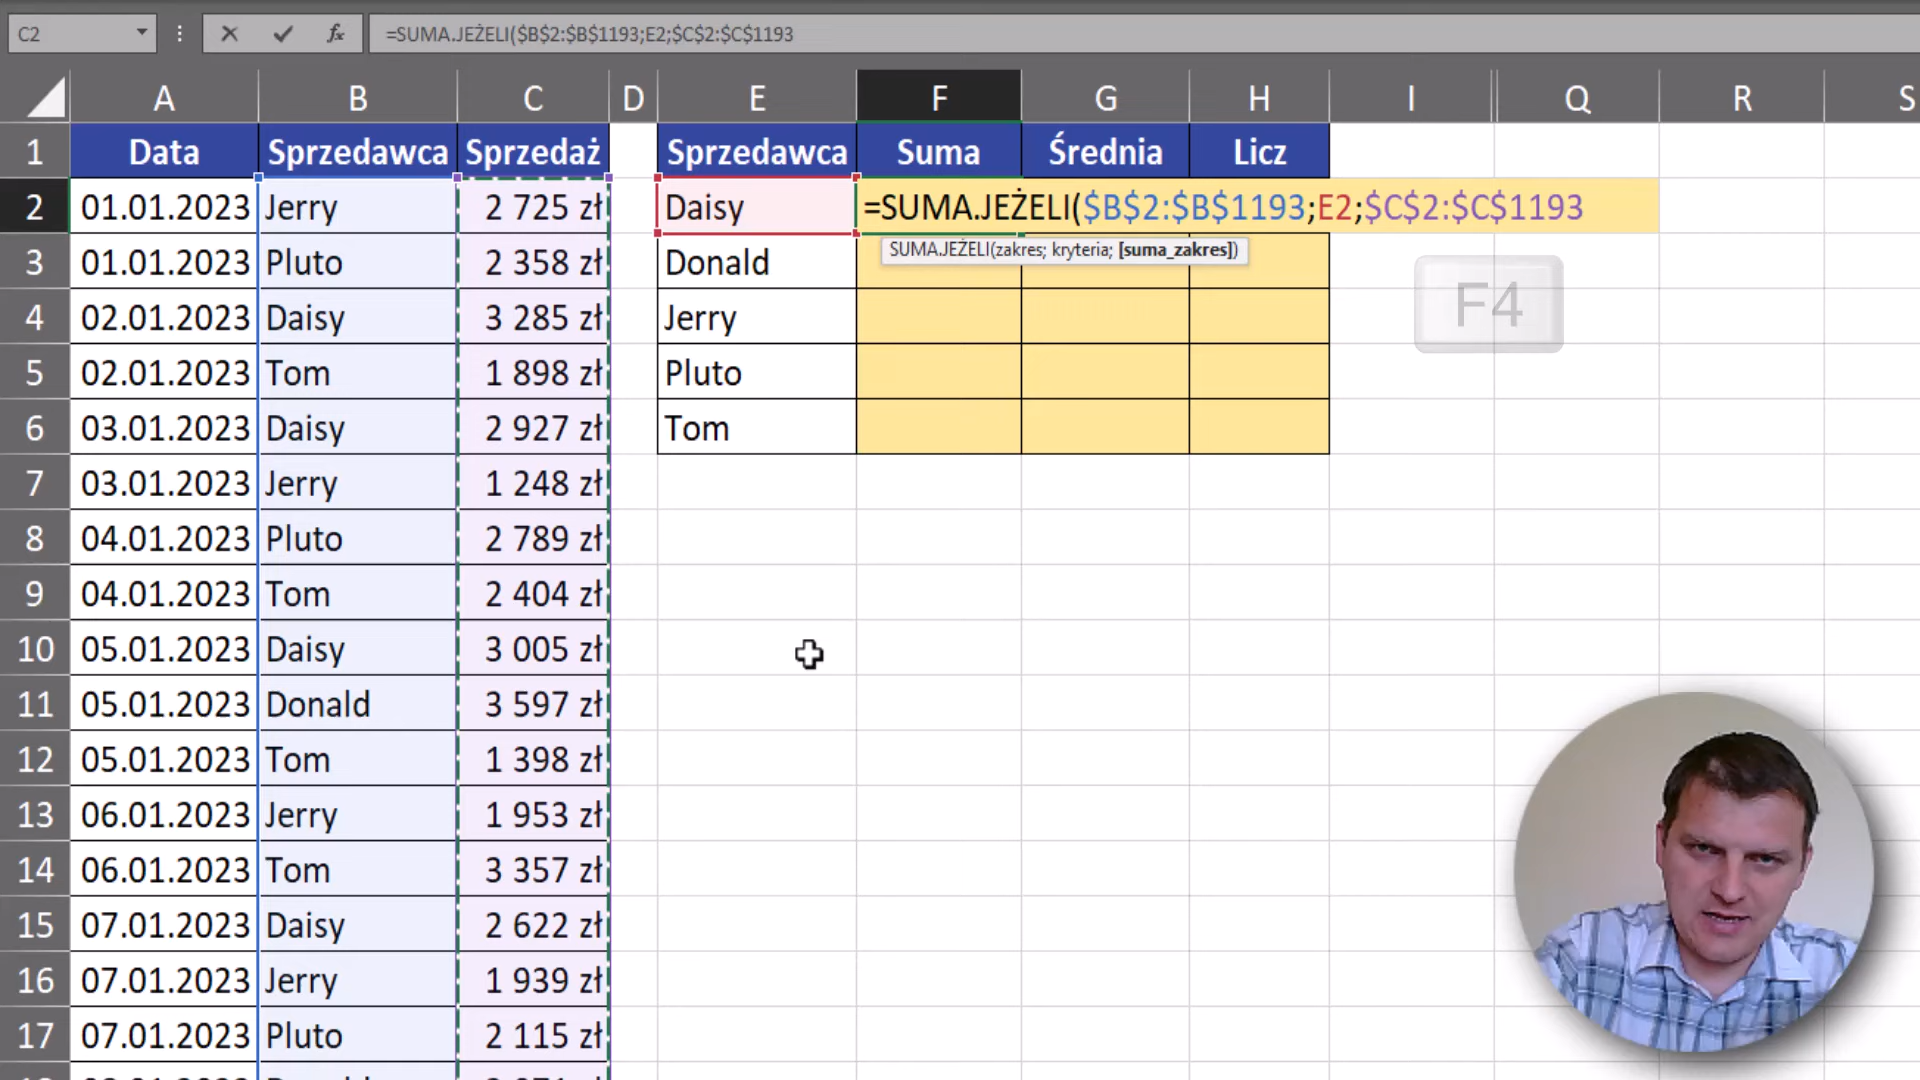 C2 =SUMA.JEŻELI($B$2:$B$1193;E2;$C$2:$C$1193
A B C D E F G H I Q R S
1 Data Sprzedawca Sprzedaż Sprzedawca Suma Średnia Licz
2 01.01.2023 Jerry 2 725 zł Daisy =SUMA.JEŻELI($B$2:$B$1193;E2;$C$2:$C$1193
SUMA.JEŻELI(zakres; kryteria; [suma_zakres])
3 01.01.2023 Pluto 2 358 zł Donald
4 02.01.2023 Daisy 3 285 zł Jerry
F4
5 02.01.2023 Tom 1 898 zł Pluto
6 03.01.2023 Daisy 2 927 zł Tom
7 03.01.2023 Jerry 1 248 zł
8 04.01.2023 Pluto 2 789 zł
9 04.01.2023 Tom 2 404 zł
10 05.01.2023 Daisy 3 005 zł
11 05.01.2023 Donald 3 597 zł
12 05.01.2023 Tom 1 398 zł
13 06.01.2023 Jerry 1 953 zł
14 06.01.2023 Tom 3 357 zł
15 07.01.2023 Daisy 2 622 zł
16 07.01.2023 Jerry 1 939 zł
17 07.01.2023 Pluto 2 115 zł